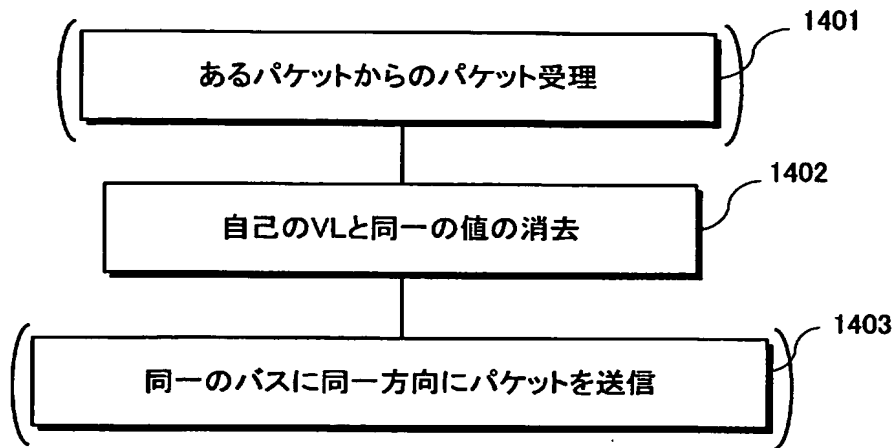 1401
あるパケットからのパケット受理
1402
自己のVLと同一の値の消去
1403
同一のバスに同一方向にパケットを送信